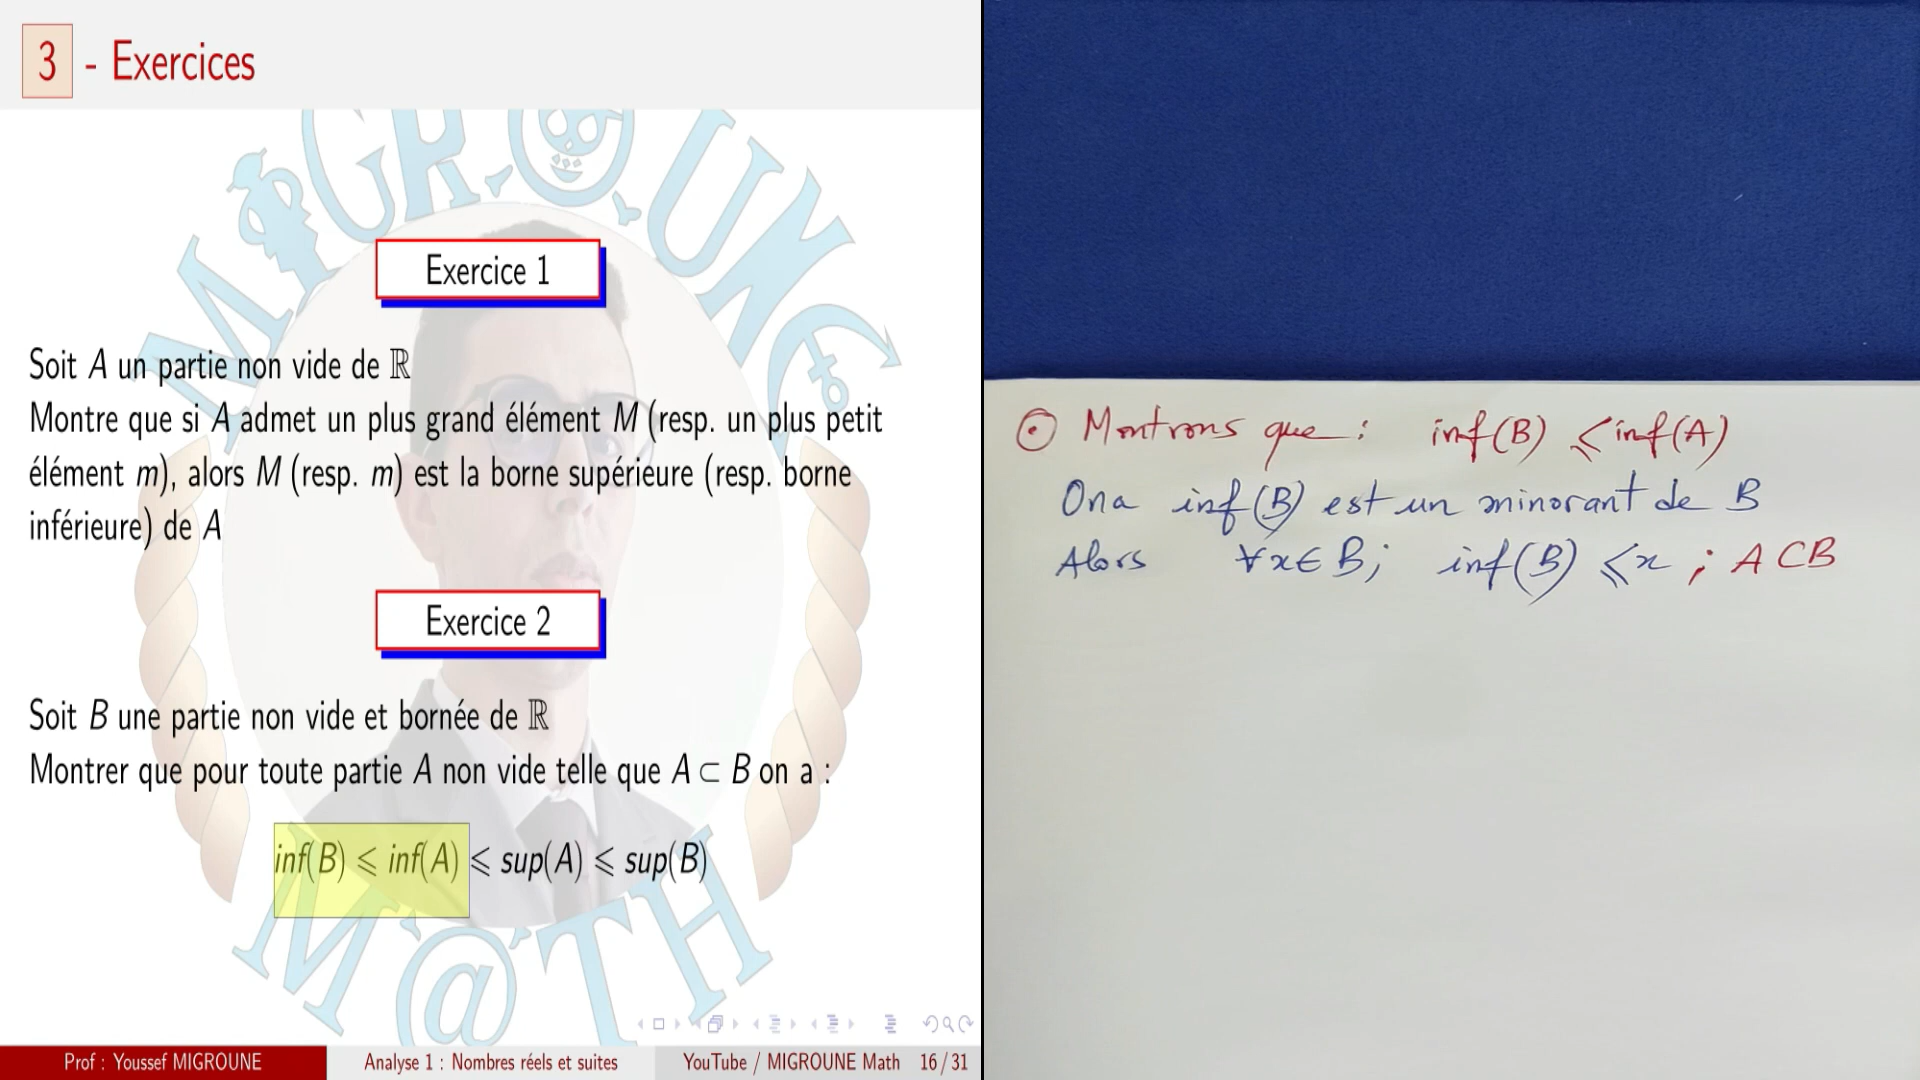 3 - Exercices
MIGROUNE
M@TH
Exercice 1
Soit A un partie non vide de ℝ
Montre que si A admet un plus grand élément M (resp. un plus petit
élément m), alors M (resp. m) est la borne supérieure (resp. borne
inférieure) de A
Exercice 2
Soit B une partie non vide et bornée de ℝ
Montrer que pour toute partie A non vide telle que A ⊂ B on a :
inf(B) ⩽ inf(A) ⩽ sup(A) ⩽ sup(B)
Prof : Youssef MIGROUNE
Analyse 1 : Nombres réels et suites
YouTube / MIGROUNE Math 16 / 31
⊙ Montrons que : inf(B) ⩽ inf(A)
On a inf(B) est un minorant de B
Alors ∀x∈B; inf(B) ⩽ x ; A ⊂ B